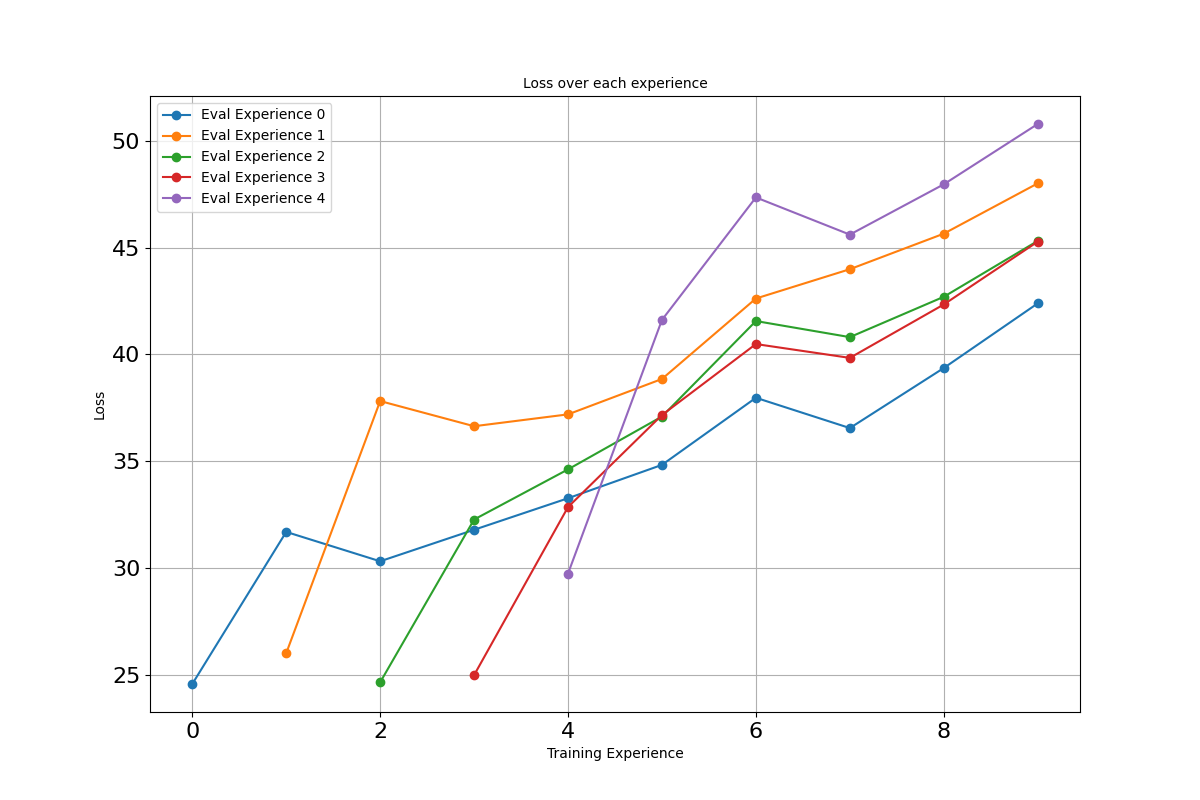 Loss over each experience
Eval Experience 0
Eval Experience 1
Eval Experience 2
Eval Experience 3
Eval Experience 4
50
45
40
35
30
25
Loss
0 2 4 6 8
Training Experience